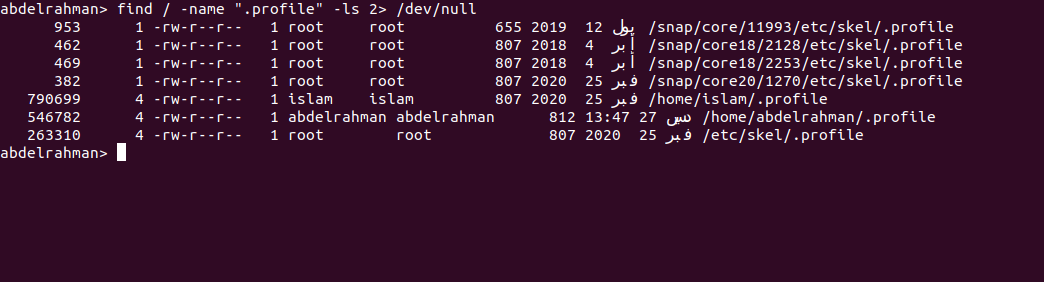 abdelrahman> find / -name ".profile" -ls 2> /dev/null
953 1 -rw-r--r-- 1 root root 655 2019 12 يول /snap/core/11993/etc/skel/.profile
462 1 -rw-r--r-- 1 root root 807 2018 4 أبر /snap/core18/2128/etc/skel/.profile
469 1 -rw-r--r-- 1 root root 807 2018 4 أبر /snap/core18/2253/etc/skel/.profile
382 1 -rw-r--r-- 1 root root 807 2020 25 فبر /snap/core20/1270/etc/skel/.profile
790699 4 -rw-r--r-- 1 islam islam 807 2020 25 فبر /home/islam/.profile
546782 4 -rw-r--r-- 1 abdelrahman abdelrahman 812 13:47 27 ديس /home/abdelrahman/.profile
263310 4 -rw-r--r-- 1 root root 807 2020 25 فبر /etc/skel/.profile
abdelrahman>